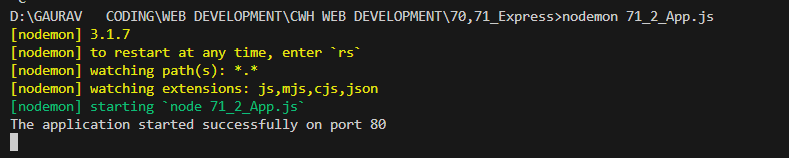 D:\GAURAV   CODING\WEB DEVELOPMENT\CWH WEB DEVELOPMENT\70,71_Express>nodemon 71_2_App.js
[nodemon] 3.1.7
[nodemon] to restart at any time, enter `rs`
[nodemon] watching path(s): *.*
[nodemon] watching extensions: js,mjs,cjs,json
[nodemon] starting `node 71_2_App.js`
The application started successfully on port 80